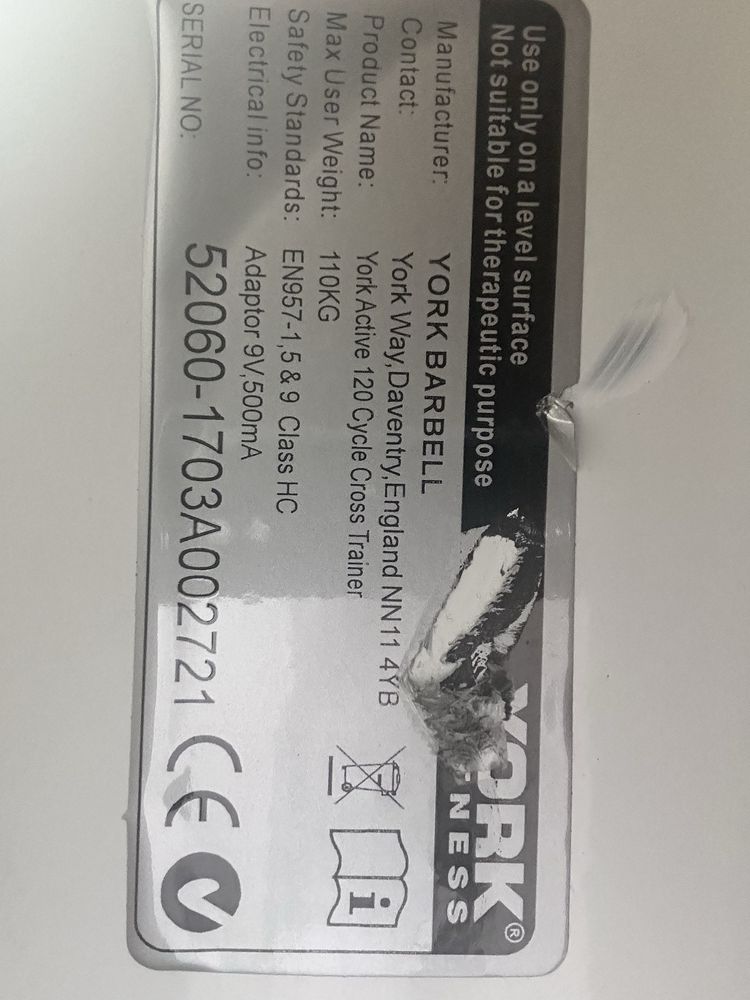 Use only on a level surface
Not suitable for therapeutic purpose
YORK®
NESS
Manufacturer: YORK BARBELL
Contact: York Way,Daventry,England NN11 4YB
Product Name: York Active 120 Cycle Cross Trainer
Max User Weight: 110KG
Safety Standards: EN957-1,5 & 9 Class HC
Electrical info: Adaptor 9V,500mA
SERIAL NO: 52060-1703A002721 CE